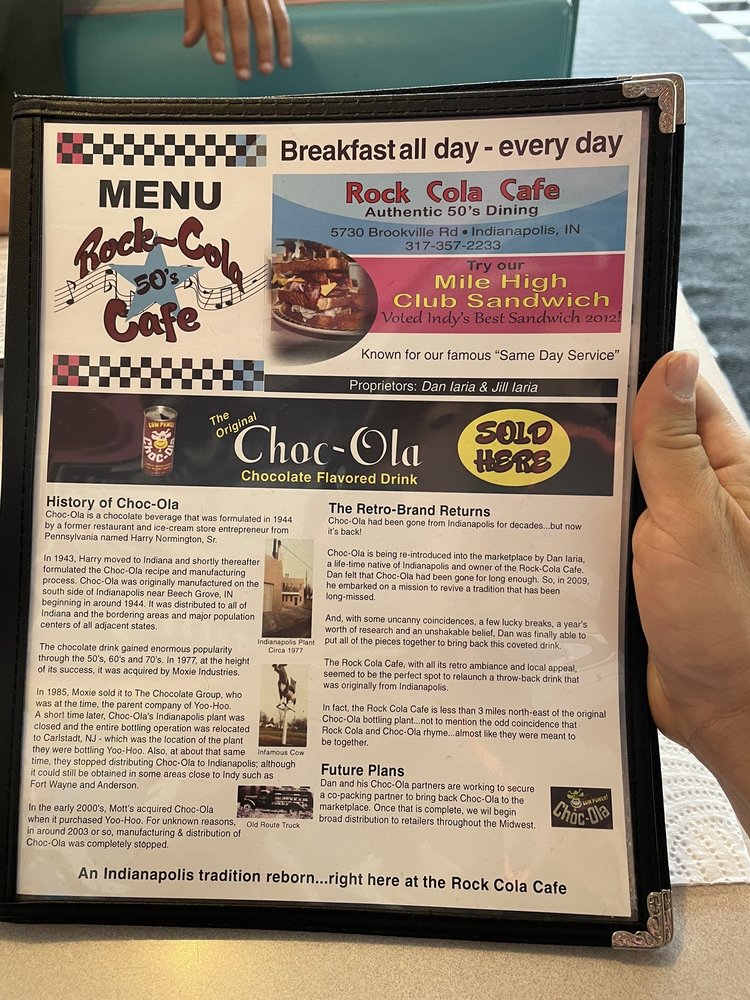 Breakfast all day - every day
MENU
Rock-Cola
50's
Cafe
Rock Cola Cafe
Authentic 50's Dining
5730 Brookville Rd • Indianapolis, IN
317-357-2233
Try our
Mile High
Club Sandwich
Voted Indy's Best Sandwich 2012!
Known for our famous “Same Day Service”
Proprietors: Dan Iaria & Jill Iaria
COW POWER!
CHOC-OLA
The
Original
Choc-Ola
Chocolate Flavored Drink
SOLD
HERE
History of Choc-Ola
Choc-Ola is a chocolate beverage that was formulated in 1944
by a former restaurant and ice-cream store entrepreneur from
Pennsylvania named Harry Normington, Sr.
In 1943, Harry moved to Indiana and shortly thereafter
formulated the Choc-Ola recipe and manufacturing
process. Choc-Ola was originally manufactured on the
south side of Indianapolis near Beech Grove, IN
beginning in around 1944. It was distributed to all of
Indiana and the bordering areas and major population
centers of all adjacent states.
Indianapolis Plant
Circa 1977
The chocolate drink gained enormous popularity
through the 50's, 60's and 70's. In 1977, at the height
of its success, it was acquired by Moxie Industries.
In 1985, Moxie sold it to The Chocolate Group, who
was at the time, the parent company of Yoo-Hoo.
A short time later, Choc-Ola's Indianapolis plant was
closed and the entire bottling operation was relocated
to Carlstadt, NJ - which was the location of the plant
they were bottling Yoo-Hoo. Also, at about that same
time, they stopped distributing Choc-Ola to Indianapolis; although
it could still be obtained in some areas close to Indy such as
Fort Wayne and Anderson.
Infamous Cow
In the early 2000's, Mott's acquired Choc-Ola
when it purchased Yoo-Hoo. For unknown reasons,
in around 2003 or so, manufacturing & distribution of
Choc-Ola was completely stopped.
Old Route Truck
The Retro-Brand Returns
Choc-Ola had been gone from Indianapolis for decades...but now
it's back!
Choc-Ola is being re-introduced into the marketplace by Dan Iaria,
a life-time native of Indianapolis and owner of the Rock-Cola Cafe.
Dan felt that Choc-Ola had been gone for long enough. So, in 2009,
he embarked on a mission to revive a tradition that has been
long-missed.
And, with some uncanny coincidences, a few lucky breaks, a year's
worth of research and an unshakable belief, Dan was finally able to
put all of the pieces together to bring back this coveted drink.
The Rock Cola Cafe, with all its retro ambiance and local appeal,
seemed to be the perfect spot to relaunch a throw-back drink that
was originally from Indianapolis.
In fact, the Rock Cola Cafe is less than 3 miles north-east of the original
Choc-Ola bottling plant...not to mention the odd coincidence that
Rock Cola and Choc-Ola rhyme...almost like they were meant to
be together.
Future Plans
Dan and his Choc-Ola partners are working to secure
a co-packing partner to bring back Choc-Ola to the
marketplace. Once that is complete, we wil begin
broad distribution to retailers throughout the Midwest.
COW POWER!
CHOC-OLA
An Indianapolis tradition reborn...right here at the Rock Cola Cafe